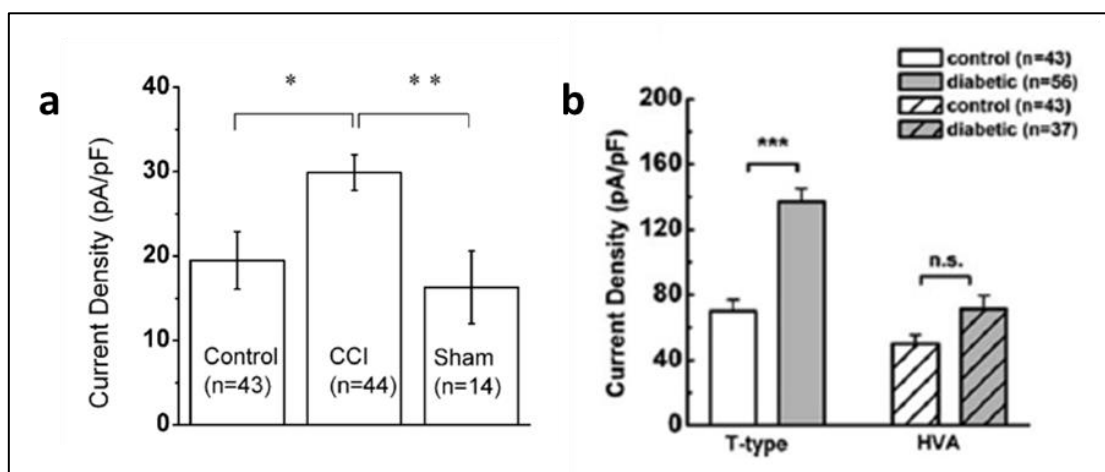 a
* * *
40
30
20
10
0
Current Density (pA/pF)
Control
(n=43)
CCI
(n=44)
Sham
(n=14)
b
control (n=43)
diabetic (n=56)
control (n=43)
diabetic (n=37)
200
160
120
80
40
0
Current Density (pA/pF)
***
n.s.
T-type
HVA